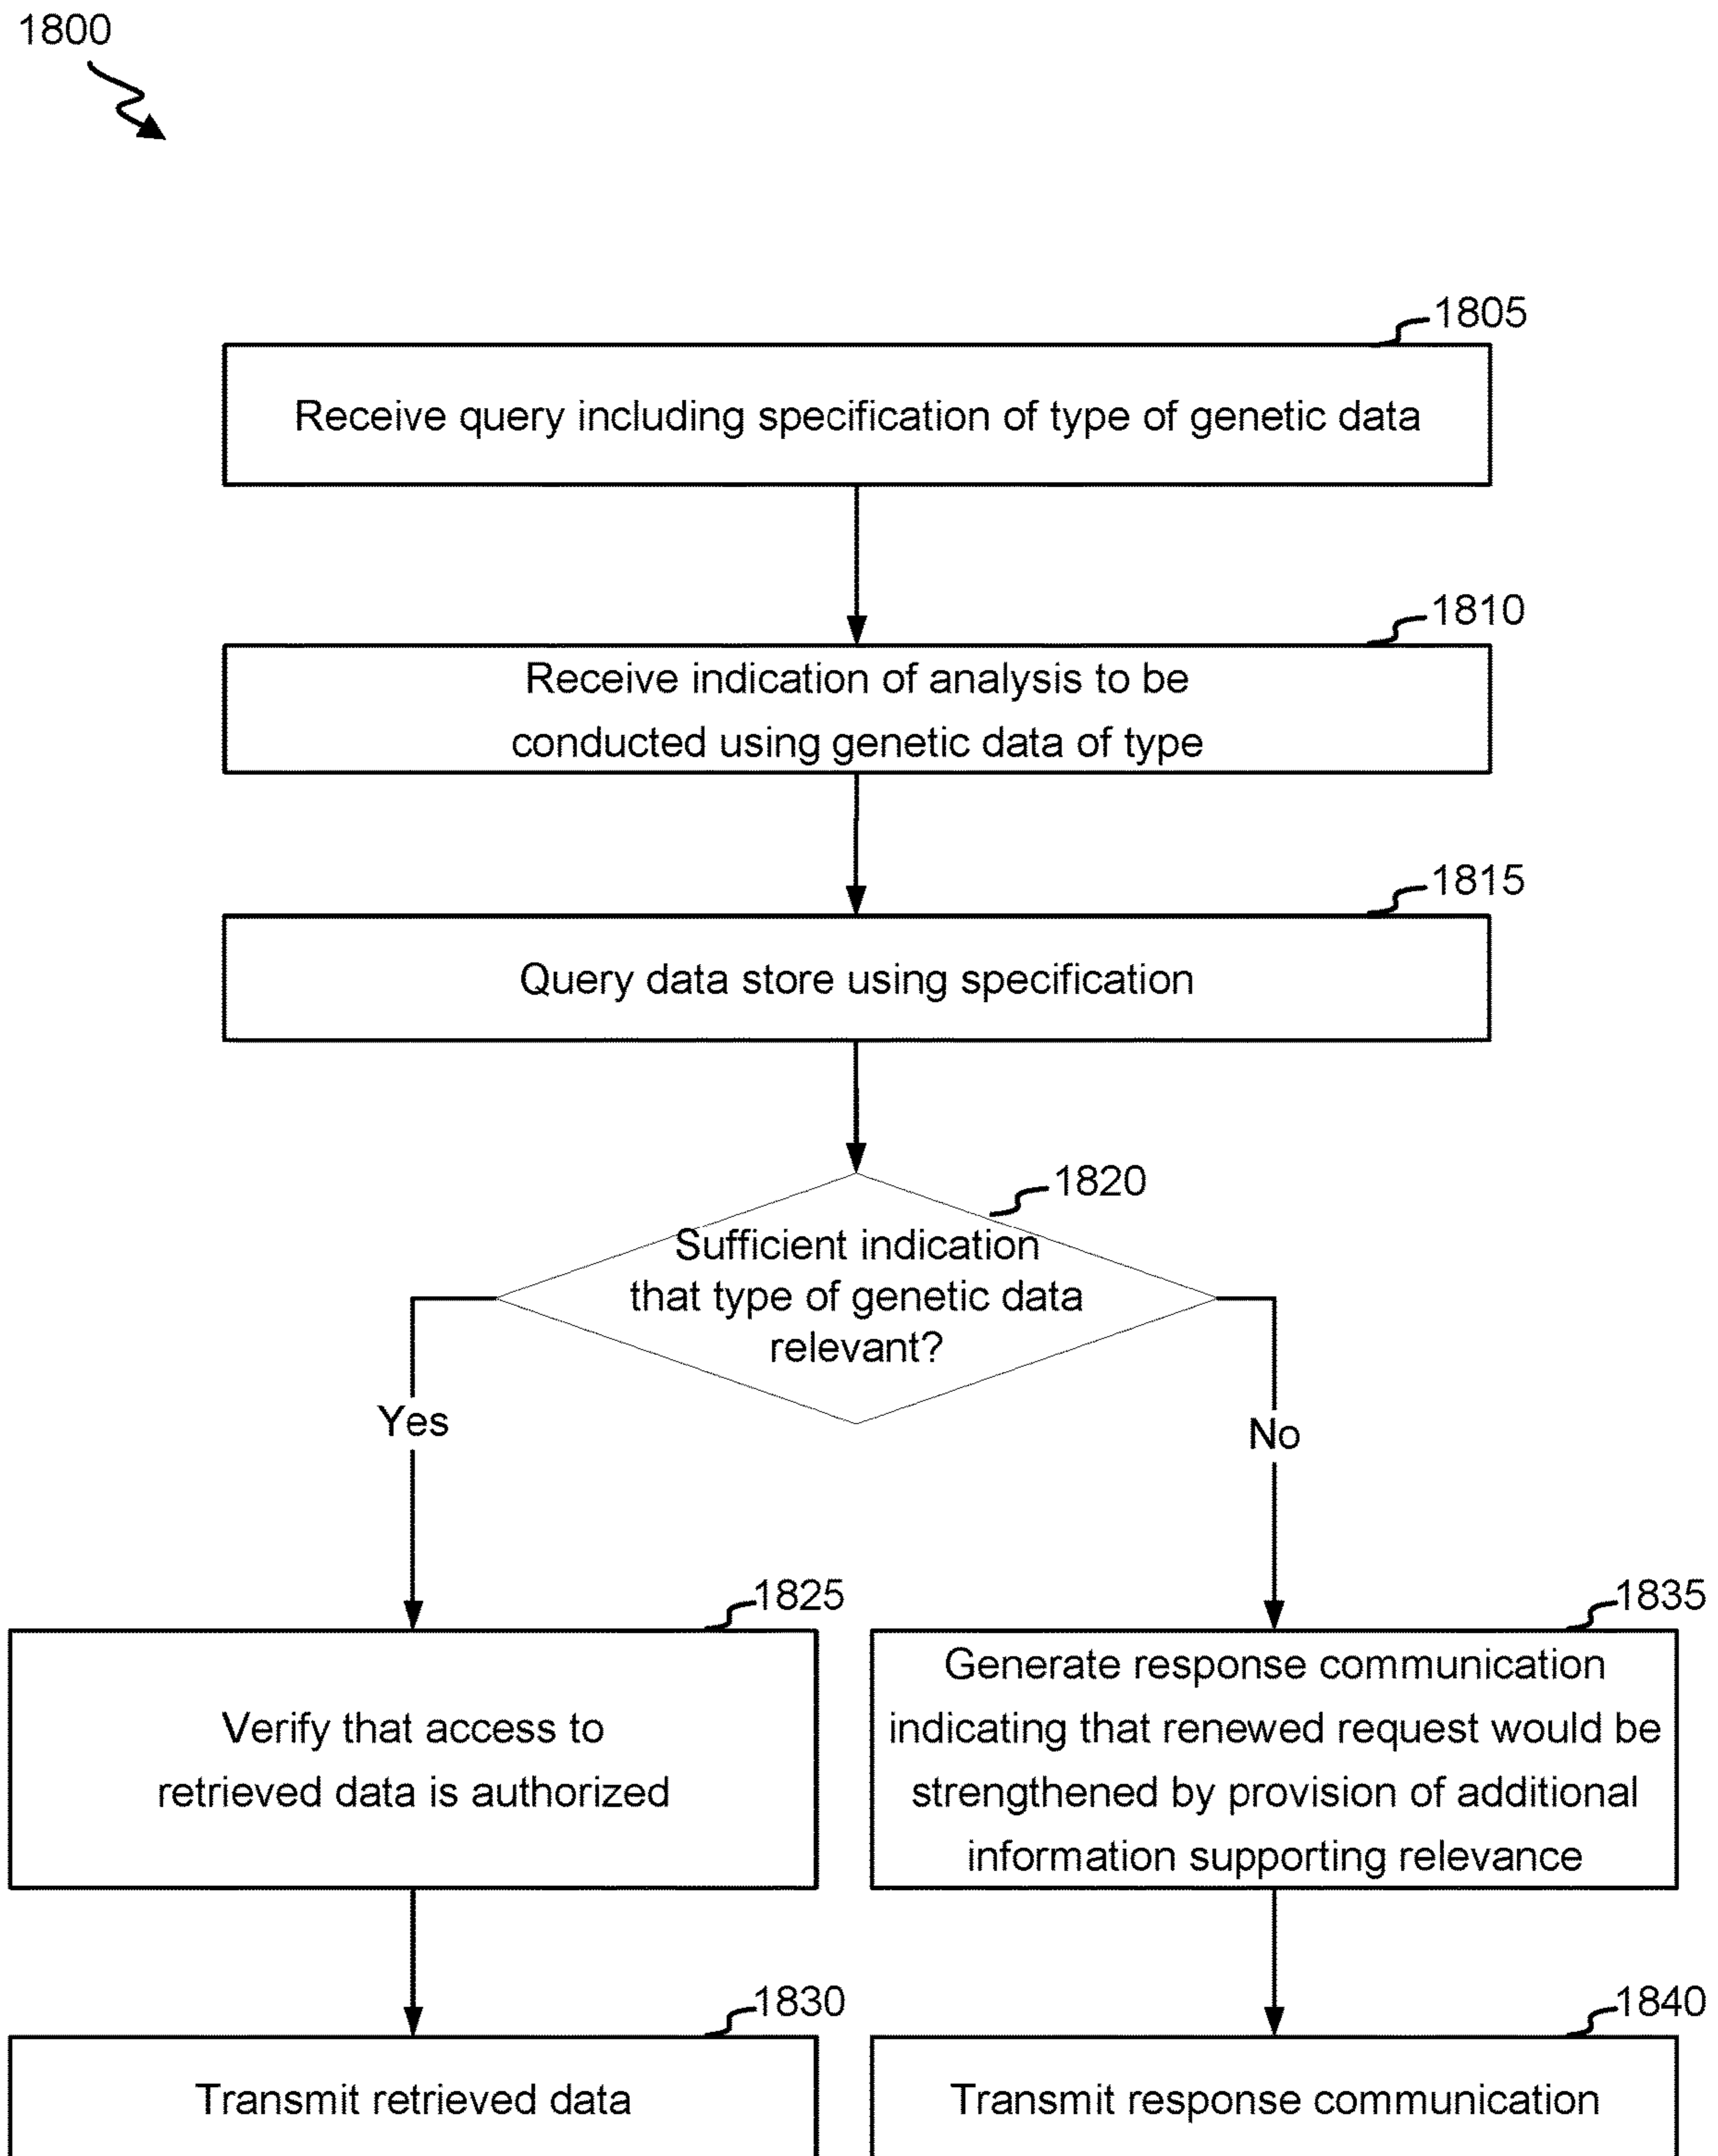 1800
1805
Receive query including specification of type of genetic data
1810
Receive indication of analysis to be
conducted using genetic data of type
1815
Query data store using specification
1820
Sufficient indication
that type of genetic data
relevant?
Yes
No
1825
Verify that access to
retrieved data is authorized
1835
Generate response communication
indicating that renewed request would be
strengthened by provision of additional
information supporting relevance
1830
Transmit retrieved data
1840
Transmit response communication